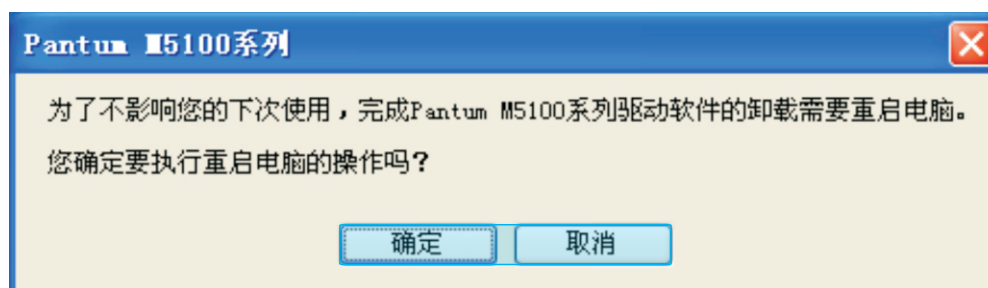 Pantum M5100系列
为了不影响您的下次使用，完成Pantum M5100系列驱动软件的卸载需要重启电脑。
您确定要执行重启电脑的操作吗？
确定 取消